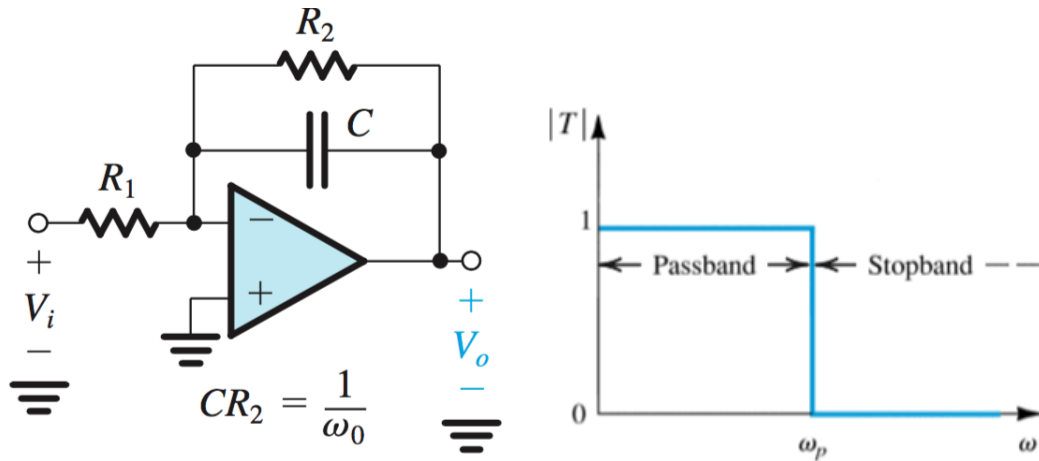 R₂
C
R₁
−
+
+
Vᵢ
−
+
Vₒ
−
CR₂ = 1/ω₀
|T|
1
Passband
Stopband
0
ωₚ
ω